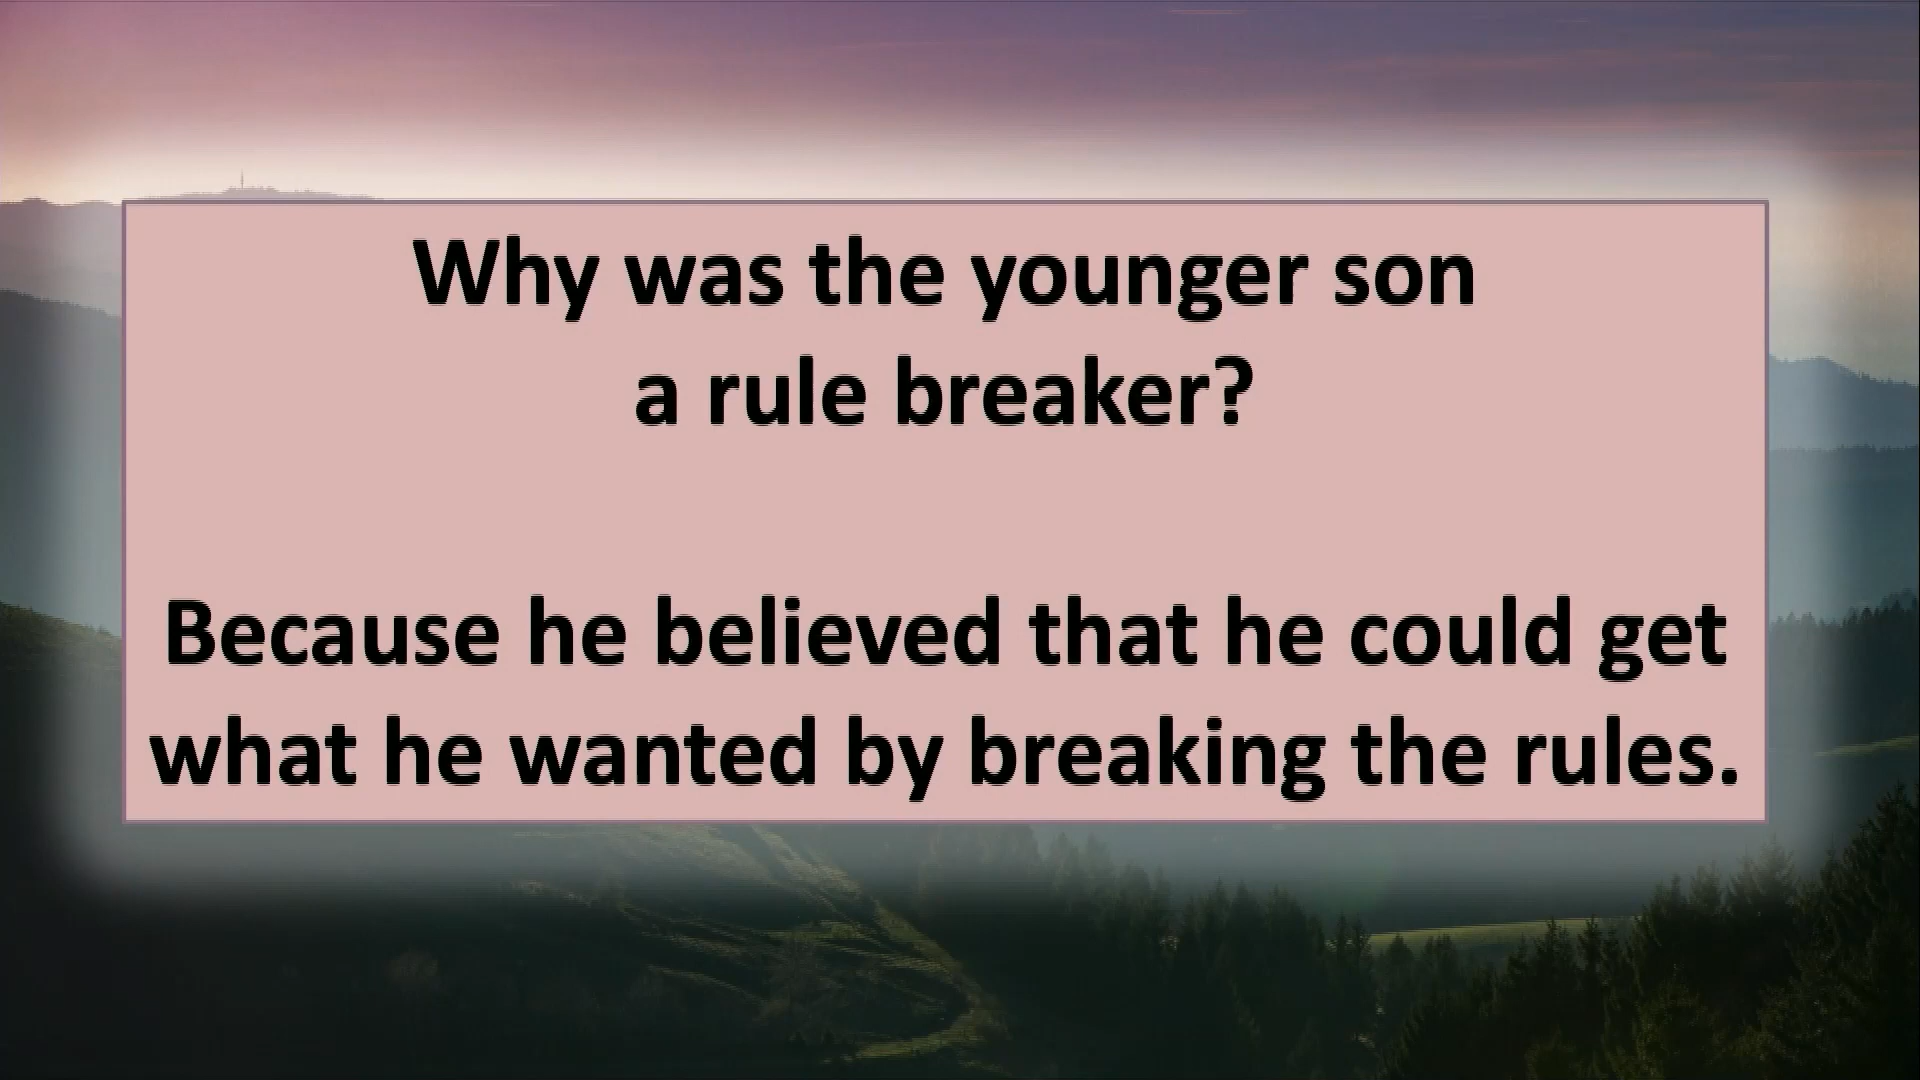 Why was the younger son
a rule breaker?
Because he believed that he could get
what he wanted by breaking the rules.